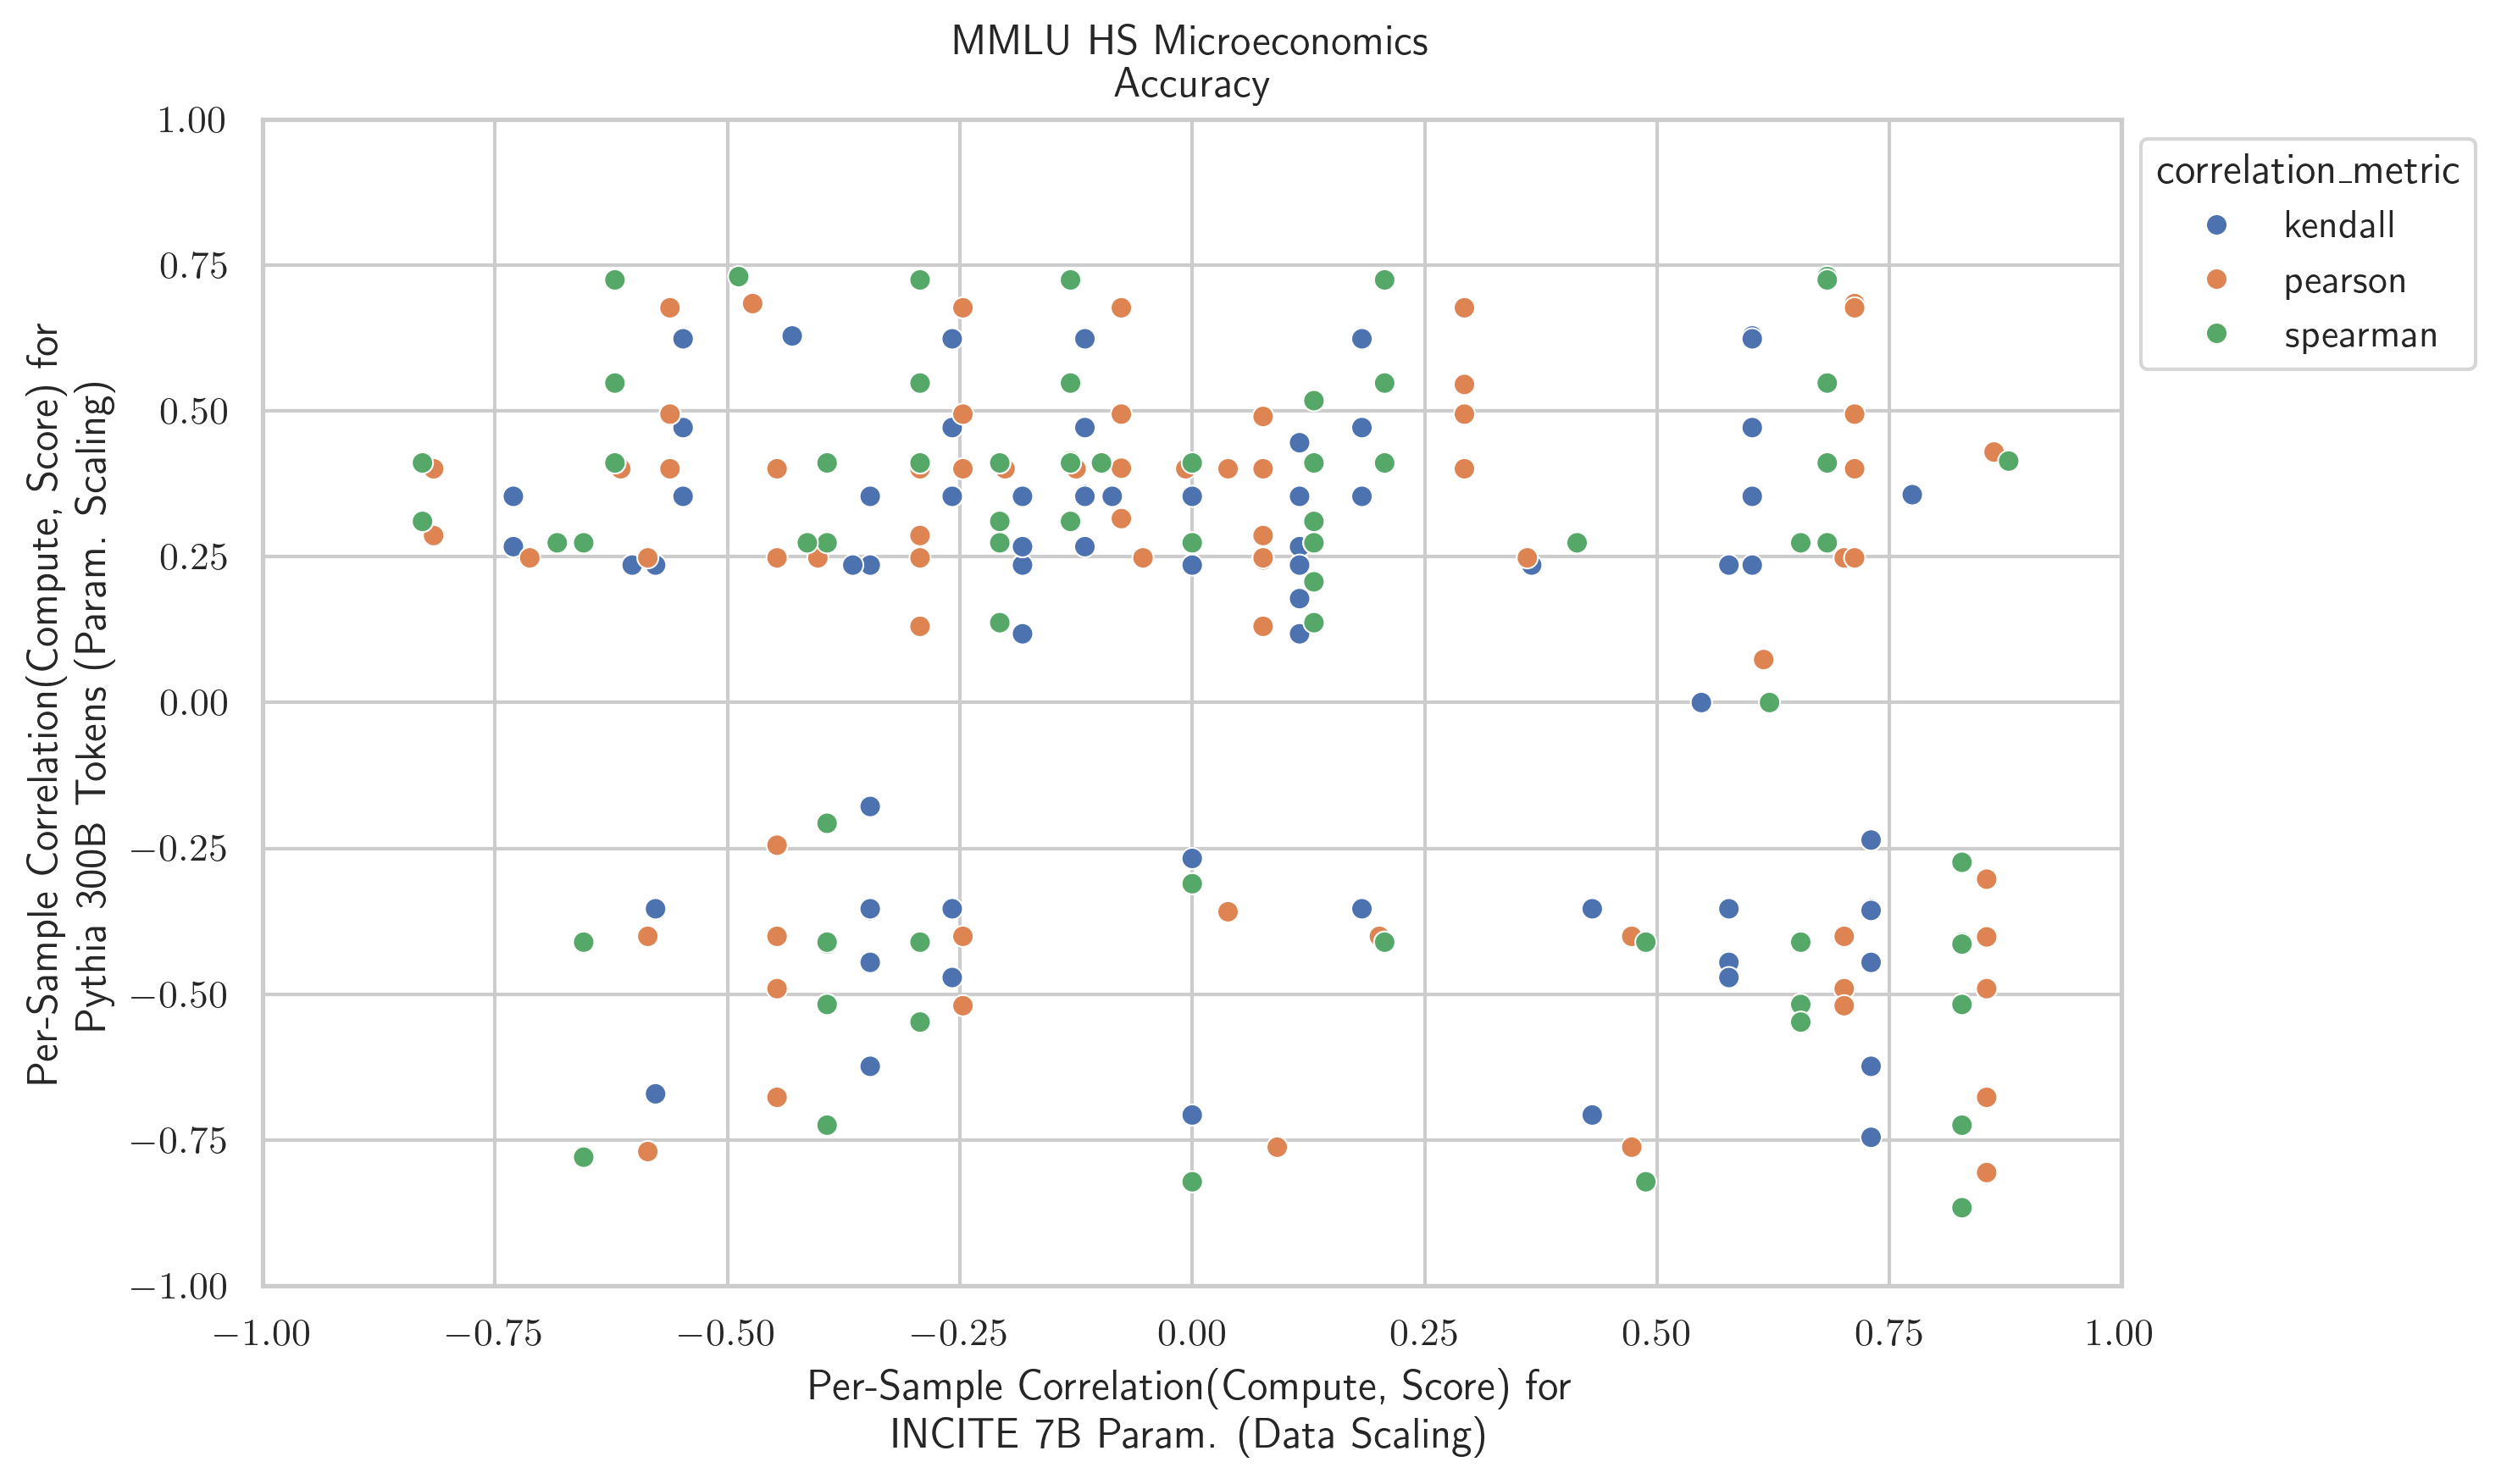 MMLU HS Microeconomics
Accuracy
Per-Sample Correlation(Compute, Score) for
Pythia 300B Tokens (Param. Scaling)
1.00
0.75
0.50
0.25
0.00
−0.25
−0.50
−0.75
−1.00
−1.00
−0.75
−0.50
−0.25
0.00
0.25
0.50
0.75
1.00
Per-Sample Correlation(Compute, Score) for
INCITE 7B Param. (Data Scaling)
correlation_metric
kendall
pearson
spearman